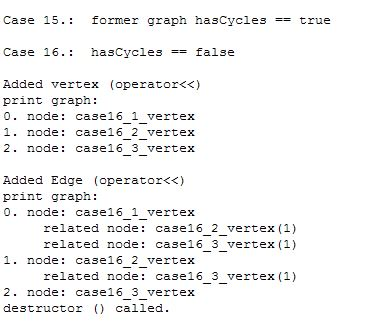 Case 15.:  former graph hasCycles == true
Case 16.:  hasCycles == false
Added vertex (operator<<)
print graph:
0. node: case16_1_vertex
1. node: case16_2_vertex
2. node: case16_3_vertex
Added Edge (operator<<)
print graph:
0. node: case16_1_vertex
     related node: case16_2_vertex(1)
     related node: case16_3_vertex(1)
1. node: case16_2_vertex
     related node: case16_3_vertex(1)
2. node: case16_3_vertex
destructor () called.